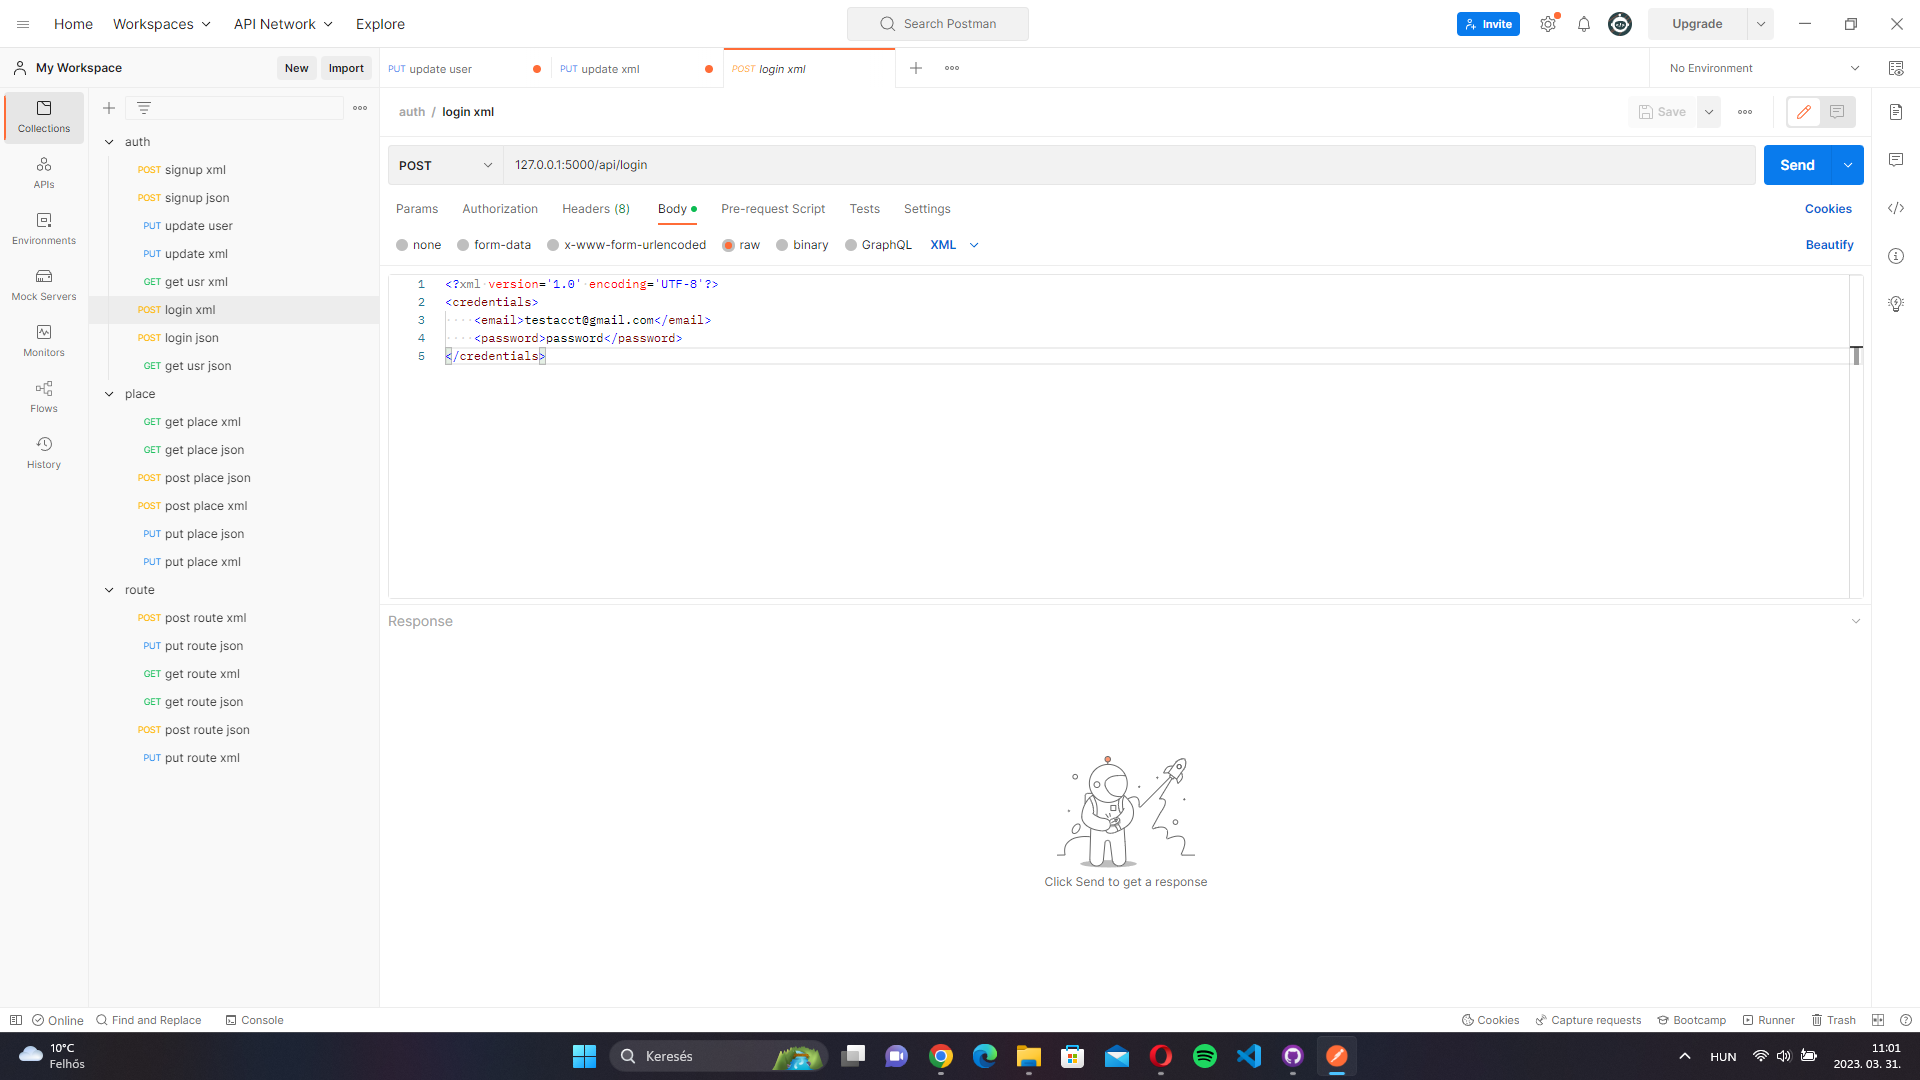 Home Workspaces API Network Explore Search Postman Invite Upgrade
My Workspace New Import PUT update user PUT update xml POST login xml No Environment
auth / login xml Save
Collections
APIs
Environments
Mock Servers
Monitors
Flows
History
auth
POST signup xml
POST signup json
PUT update user
PUT update xml
GET get usr xml
POST login xml
POST login json
GET get usr json
place
GET get place xml
GET get place json
POST post place json
POST post place xml
PUT put place json
PUT put place xml
route
POST post route xml
PUT put route json
GET get route xml
GET get route json
POST post route json
PUT put route xml
POST 127.0.0.1:5000/api/login Send
Params Authorization Headers (8) Body Pre-request Script Tests Settings Cookies
none form-data x-www-form-urlencoded raw binary GraphQL XML Beautify
1 <?xml version='1.0' encoding='UTF-8'?>
2 <credentials>
3 <email>testacct@gmail.com</email>
4 <password>password</password>
5 </credentials>
Response
Click Send to get a response
Online Find and Replace Console Cookies Capture requests Bootcamp Runner Trash
10°C
Felhős
Keresés
HUN
11:01
2023. 03. 31.